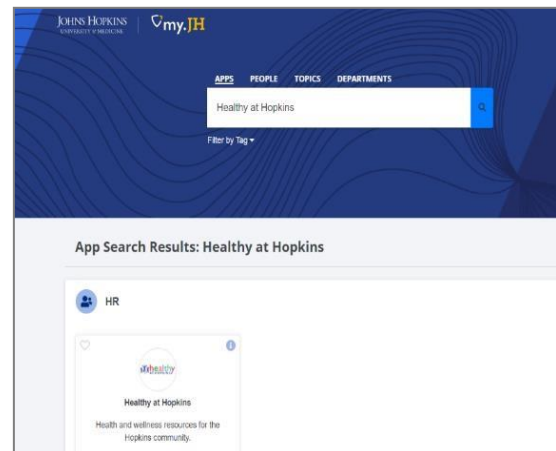 JOHNS HOPKINS
UNIVERSITY & MEDICINE
my.JH
APPS PEOPLE TOPICS DEPARTMENTS
Healthy at Hopkins
Filter by Tag
App Search Results: Healthy at Hopkins
HR
healthy
Healthy at Hopkins
Health and wellness resources for the
Hopkins community.